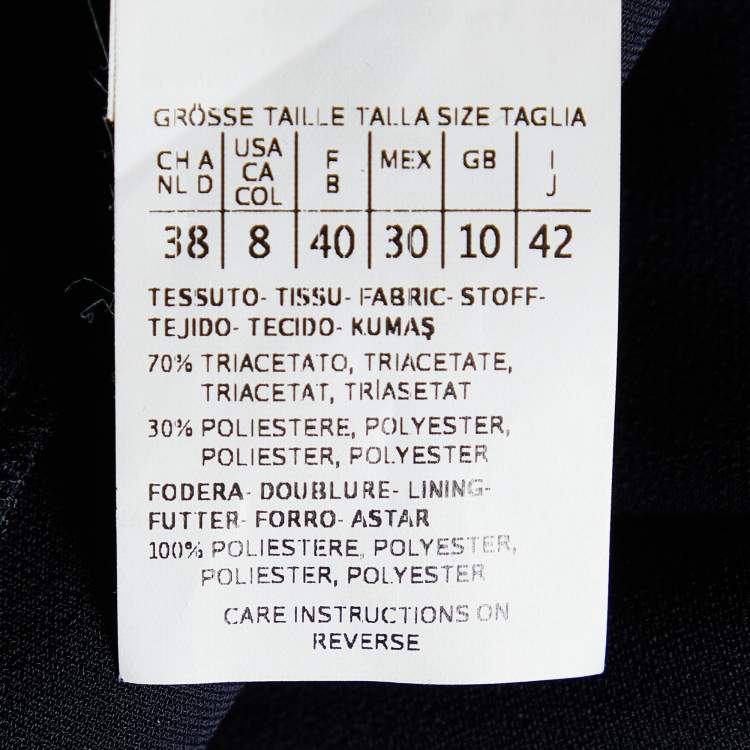 GRÖSSE TAILLE TALLA SIZE TAGLIA
CH A USA F MEX GB I
NL D CA B J
COL
38 8 40 30 10 42
TESSUTO- TISSU- FABRIC- STOFF-
TEJIDO- TECIDO- KUMAŞ
70% TRIACETATO, TRIACETATE,
TRIACETAT, TRİASETAT
30% POLIESTERE, POLYESTER,
POLIESTER, POLYESTER
FODERA- DOUBLURE- LINING-
FUTTER- FORRO- ASTAR
100% POLIESTERE, POLYESTER,
POLIESTER, POLYESTER
CARE INSTRUCTIONS ON
REVERSE